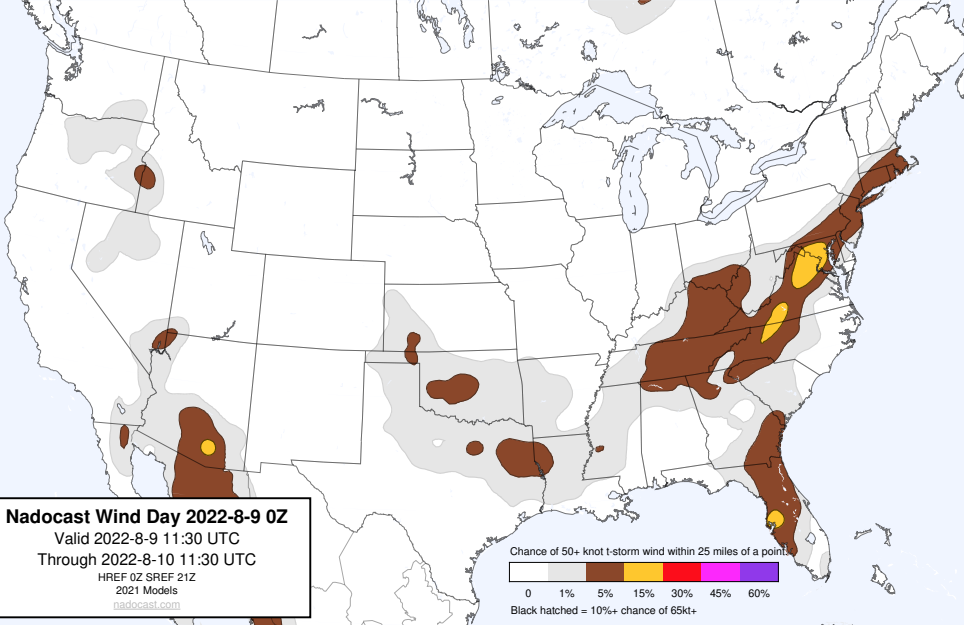 Nadocast Wind Day 2022-8-9 0Z
Valid 2022-8-9 11:30 UTC
Through 2022-8-10 11:30 UTC
HREF 0Z SREF 21Z
2021 Models
nadocast.com
Chance of 50+ knot t-storm wind within 25 miles of a point.
0 1% 5% 15% 30% 45% 60%
Black hatched = 10%+ chance of 65kt+